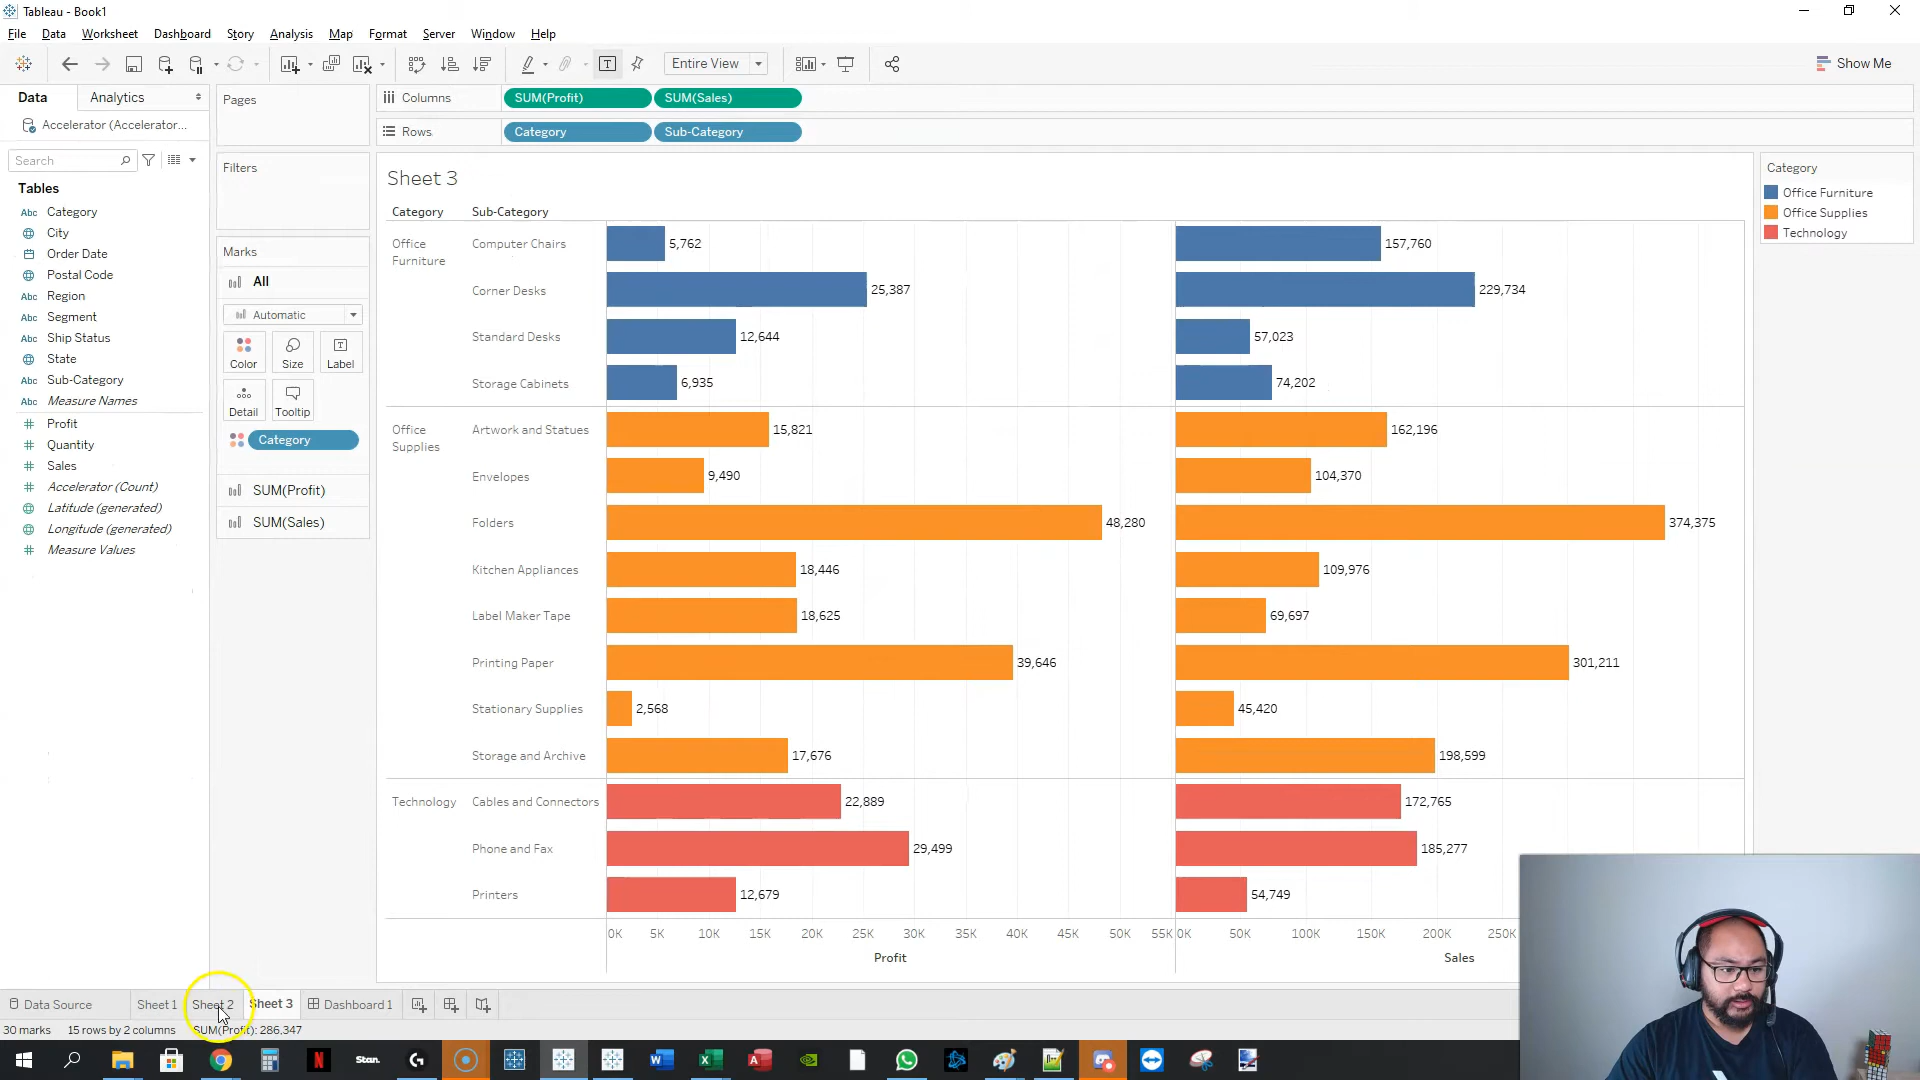 Tableau - Book1
File Data Worksheet Dashboard Story Analysis Map Format Server Window Help
Entire View
Show Me
Data Analytics
Pages
Columns SUM(Profit) SUM(Sales)
Accelerator (Accelerator...
Rows Category Sub-Category
Search
Filters
Tables
Abc Category
City
Order Date
Postal Code
Abc Region
Abc Segment
Abc Ship Status
State
Abc Sub-Category
Abc Measure Names
# Profit
# Quantity
# Sales
# Accelerator (Count)
Latitude (generated)
Longitude (generated)
# Measure Values
Marks
All
Automatic
Color Size Label
Detail Tooltip
Category
SUM(Profit)
SUM(Sales)
Sheet 3
Category Sub-Category
Office Furniture
Computer Chairs 5,762 157,760
Corner Desks 25,387 229,734
Standard Desks 12,644 57,023
Storage Cabinets 6,935 74,202
Office Supplies
Artwork and Statues 15,821 162,196
Envelopes 9,490 104,370
Folders 48,280 374,375
Kitchen Appliances 18,446 109,976
Label Maker Tape 18,625 69,697
Printing Paper 39,646 301,211
Stationary Supplies 2,568 45,420
Storage and Archive 17,676 198,599
Technology
Cables and Connectors 22,889 172,765
Phone and Fax 29,499 185,277
Printers 12,679 54,749
0K 5K 10K 15K 20K 25K 30K 35K 40K 45K 50K 55K 0K 50K 100K 150K 200K 250K
Profit Sales
Category
Office Furniture
Office Supplies
Technology
Data Source Sheet 1 Sheet 2 Sheet 3 Dashboard 1
30 marks 15 rows by 2 columns SUM(Profit): 286,347
Stan.